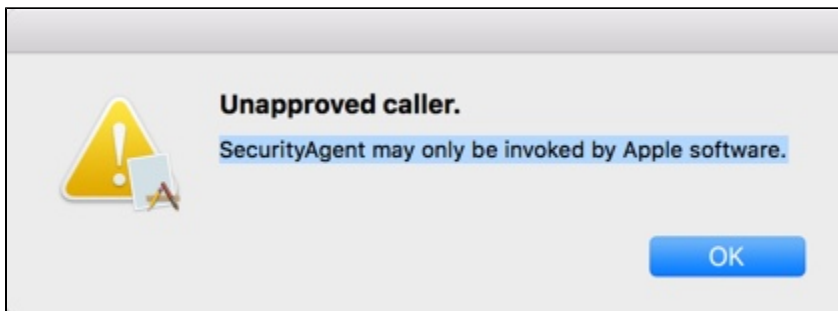 Unapproved caller.
SecurityAgent may only be invoked by Apple software.
OK